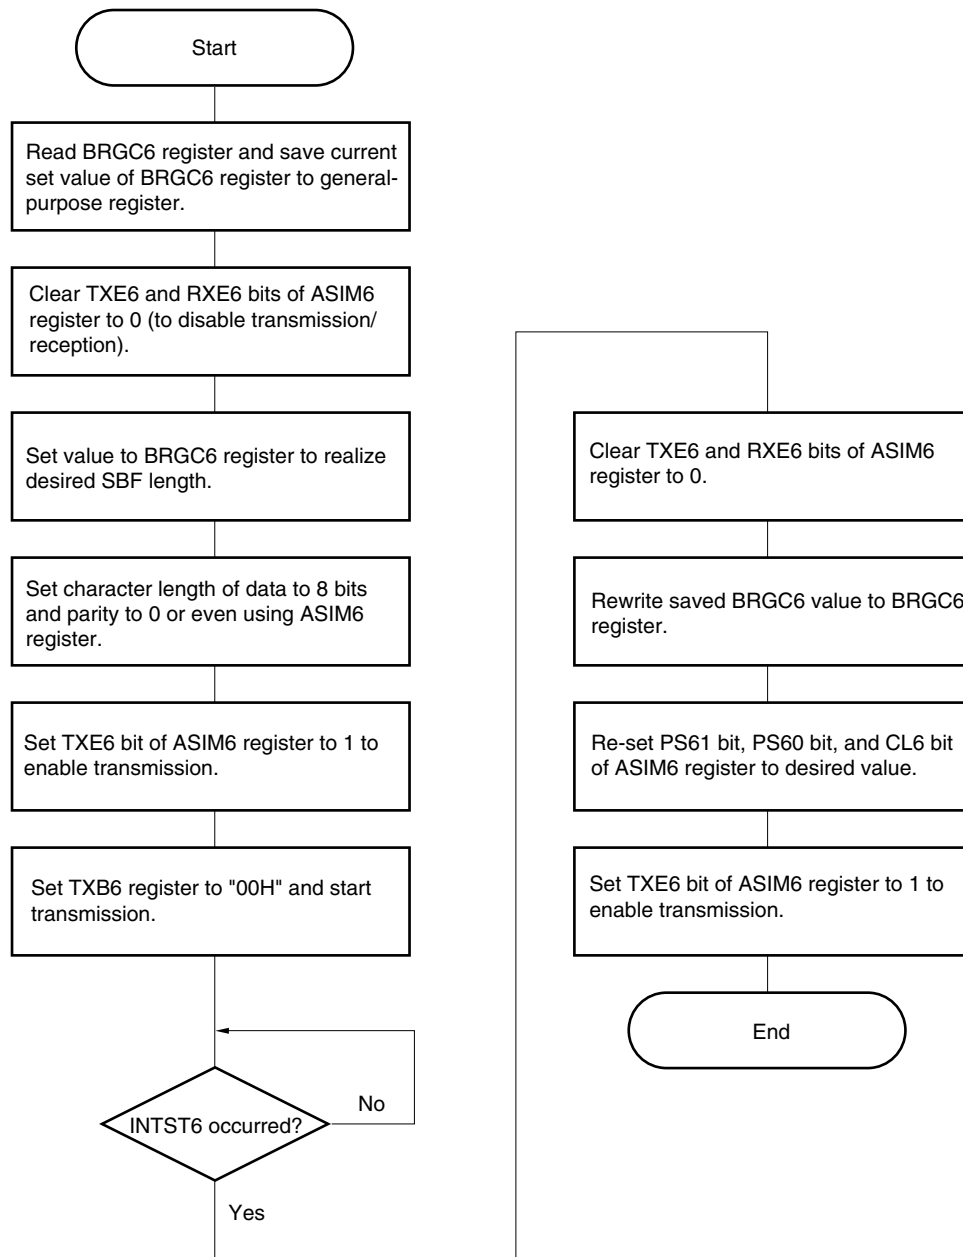 Start
Read BRGC6 register and save current
set value of BRGC6 register to general-
purpose register.
Clear TXE6 and RXE6 bits of ASIM6
register to 0 (to disable transmission/
reception).
Set value to BRGC6 register to realize
desired SBF length.
Set character length of data to 8 bits
and parity to 0 or even using ASIM6
register.
Set TXE6 bit of ASIM6 register to 1 to
enable transmission.
Set TXB6 register to "00H" and start
transmission.
INTST6 occurred?
No
Yes
Clear TXE6 and RXE6 bits of ASIM6
register to 0.
Rewrite saved BRGC6 value to BRGC6
register.
Re-set PS61 bit, PS60 bit, and CL6 bit
of ASIM6 register to desired value.
Set TXE6 bit of ASIM6 register to 1 to
enable transmission.
End